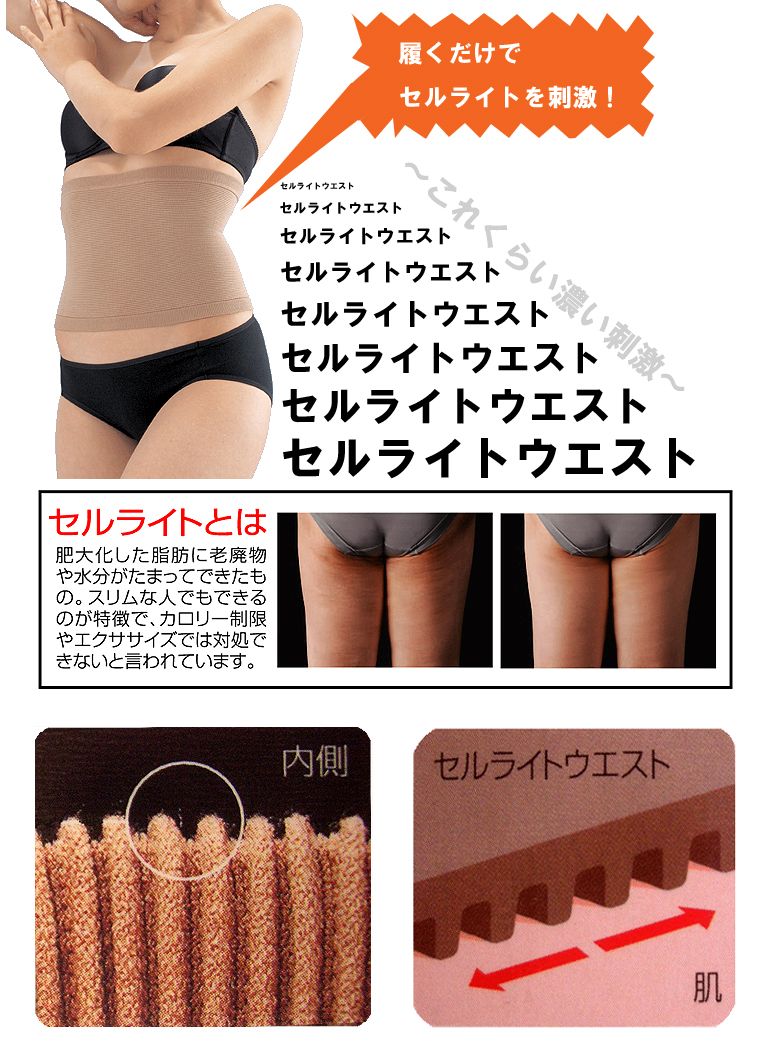 履くだけで
セルライトを刺激！
～これくらい濃い刺激～
セルライトウエスト
セルライトウエスト
セルライトウエスト
セルライトウエスト
セルライトウエスト
セルライトウエスト
セルライトウエスト
セルライトウエスト
セルライトとは
肥大化した脂肪に老廃物
や水分がたまってできたも
の。スリムな人でもできる
のが特徴で、カロリー制限
やエクササイズでは対処で
きないと言われています。
内側
セルライトウエスト
肌